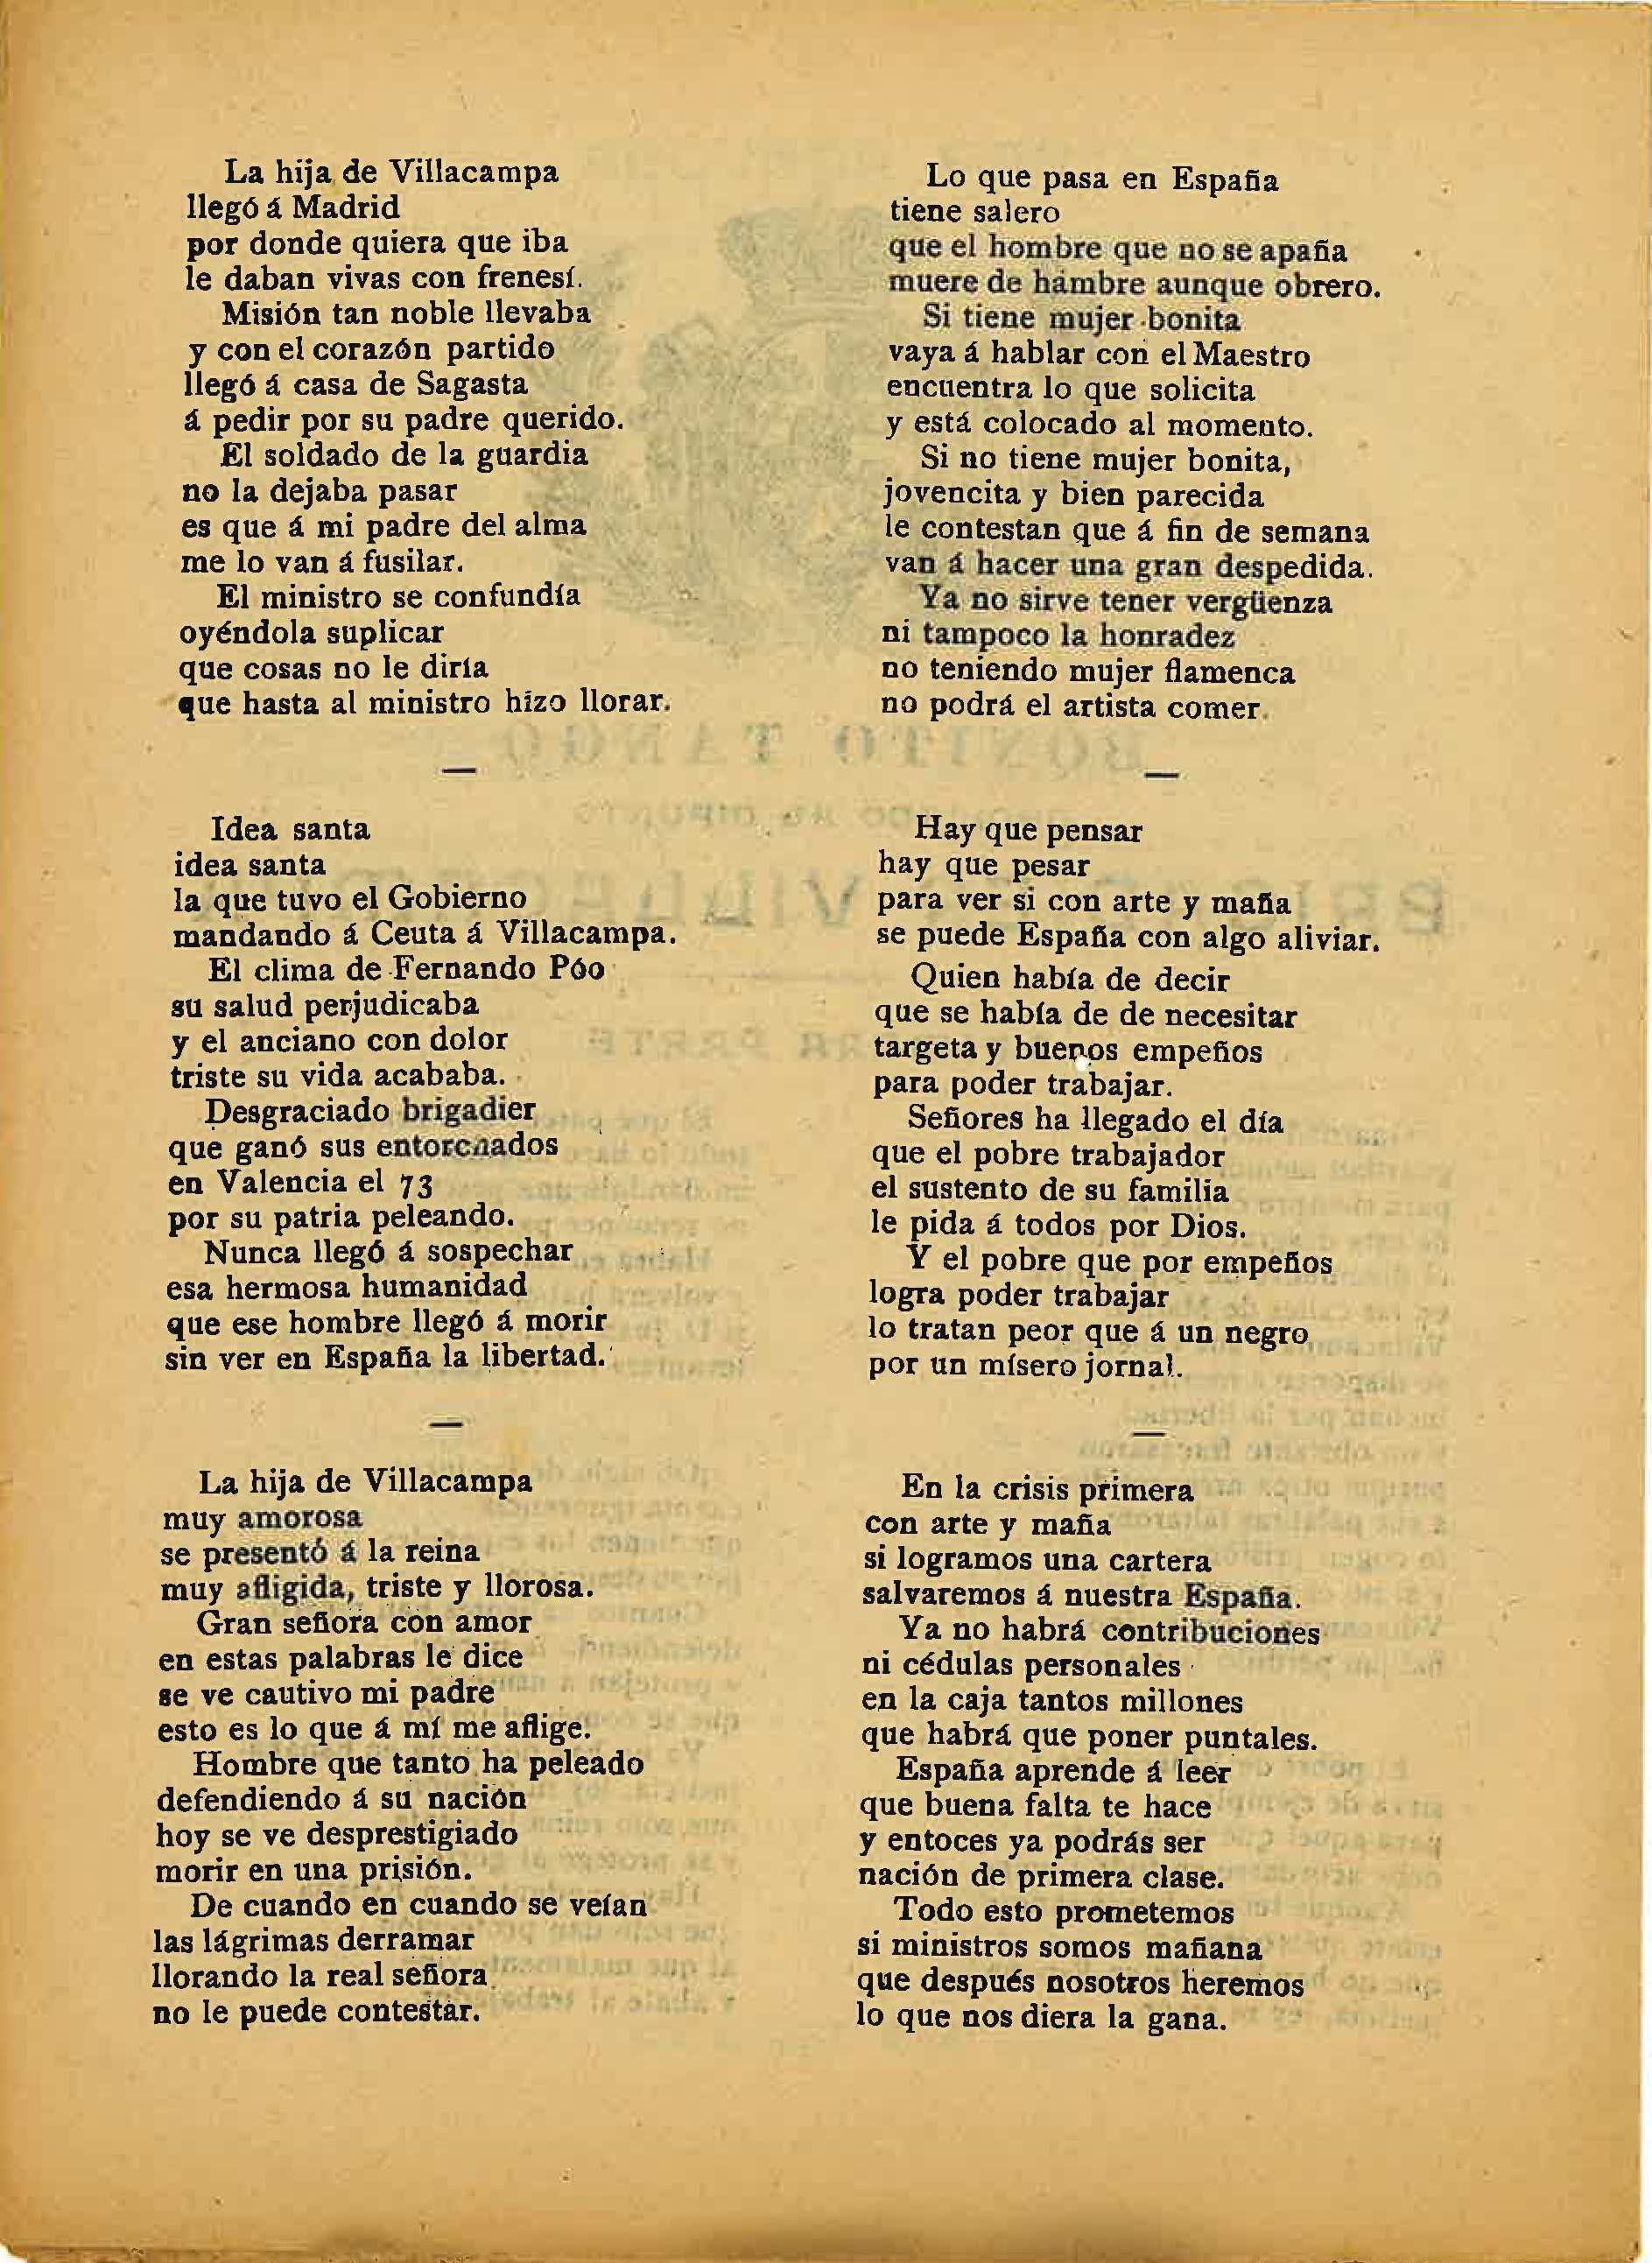 La hija de Villacampa
llegó á Madrid
por donde quiera que iba
le daban vivas con frenesí.
Misión tan noble llevaba
y con el corazón partido
llegó á casa de Sagasta
á pedir por su padre querido.
El soldado de la guardia
no la dejaba pasar
es que á mi padre del alma
me lo van á fusilar.
El ministro se confundía
oyéndola suplicar
que cosas no le diría
que hasta al ministro hizo llorar.
—
Idea santa
idea santa
la que tuvo el Gobierno
mandando á Ceuta á Villacampa.
El clima de Fernando Póo
su salud perjudicaba
y el anciano con dolor
triste su vida acababa.
Desgraciado brigadier
que ganó sus entorchados
en Valencia el 73
por su patria peleando.
Nunca llegó á sospechar
esa hermosa humanidad
que ese hombre llegó á morir
sin ver en España la libertad.
—
La hija de Villacampa
muy amorosa
se presentó á la reina
muy afligida, triste y llorosa.
Gran señora con amor
en estas palabras le dice
se ve cautivo mi padre
esto es lo que á mí me aflige.
Hombre que tanto ha peleado
defendiendo á su nación
hoy se ve desprestigiado
morir en una prisión.
De cuando en cuando se veían
las lágrimas derramar
llorando la real señora
no le puede contestar.
Lo que pasa en España
tiene salero
que el hombre que no se apaña
muere de hambre aunque obrero.
Si tiene mujer bonita
vaya á hablar con el Maestro
encuentra lo que solicita
y está colocado al momento.
Si no tiene mujer bonita,
jovencita y bien parecida
le contestan que á fin de semana
van á hacer una gran despedida.
Ya no sirve tener vergüenza
ni tampoco la honradez
no teniendo mujer flamenca
no podrá el artista comer.
—
Hay que pensar
hay que pesar
para ver si con arte y maña
se puede España con algo aliviar.
Quien había de decir
que se había de de necesitar
targeta y buenos empeños
para poder trabajar.
Señores ha llegado el día
que el pobre trabajador
el sustento de su familia
le pida á todos por Dios.
Y el pobre que por empeños
logra poder trabajar
lo tratan peor que á un negro
por un mísero jornal.
—
En la crisis primera
con arte y maña
si logramos una cartera
salvaremos á nuestra España.
Ya no habrá contribuciones
ni cédulas personales
en la caja tantos millones
que habrá que poner puntales.
España aprende á leer
que buena falta te hace
y entoces ya podrás ser
nación de primera clase.
Todo esto prometemos
si ministros somos mañana
que después nosotros heremos
lo que nos diera la gana.